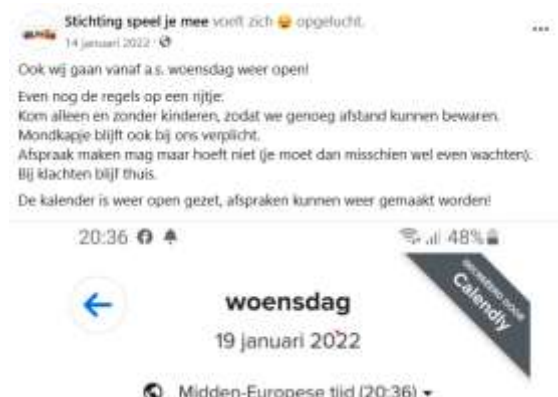 Stichting speel je mee voelt zich opgelucht.
14 januari 2022
Ook wij gaan vanaf a.s. woensdag weer open!
Even nog de regels op een rijtje:
Kom alleen en zonder kinderen, zodat we genoeg afstand kunnen bewaren.
Mondkapje blijft ook bij ons verplicht.
Afspraak maken mag maar hoeft niet (je moet dan misschien wel even wachten).
Bij klachten blijf thuis.
De kalender is weer open gezet, afspraken kunnen weer gemaakt worden!
20:36 48%
GECREËERD DOOR
Calendly
woensdag
19 januari 2022
Midden-Europese tijd (20:36)